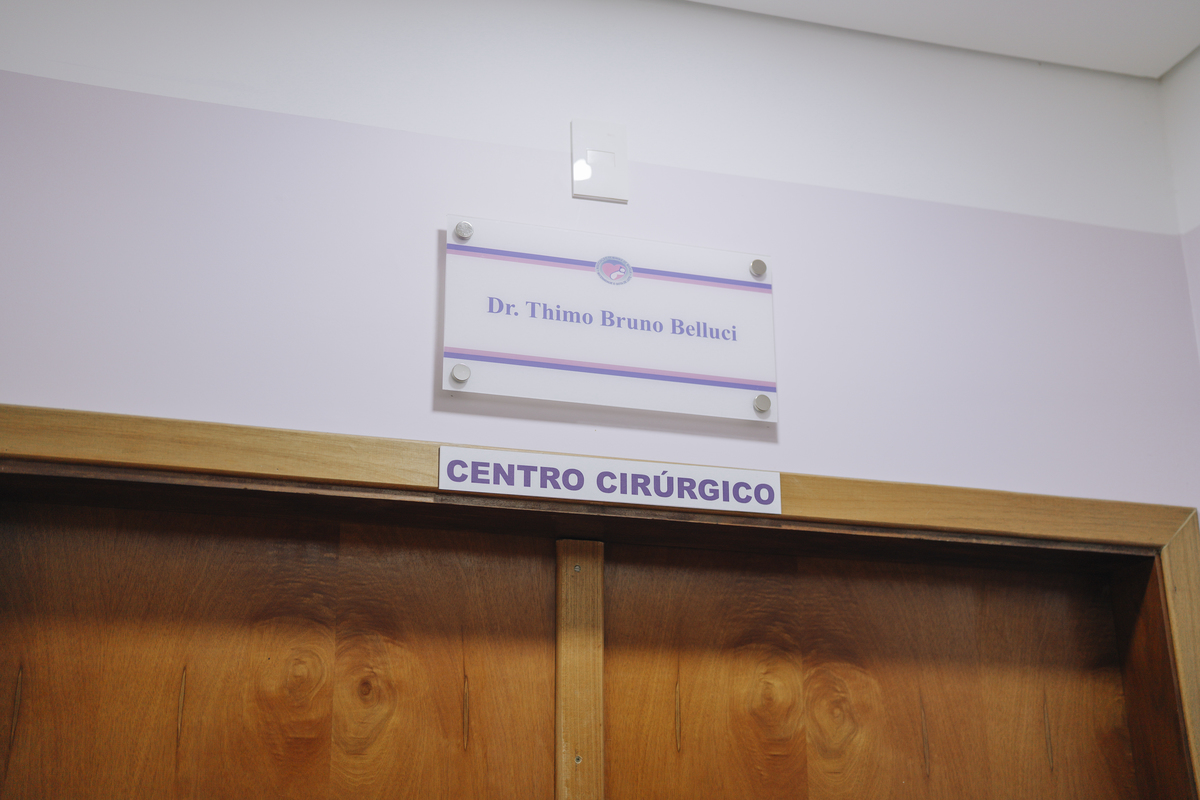 Dr. Thimo Bruno Belluci
CENTRO CIRÚRGICO